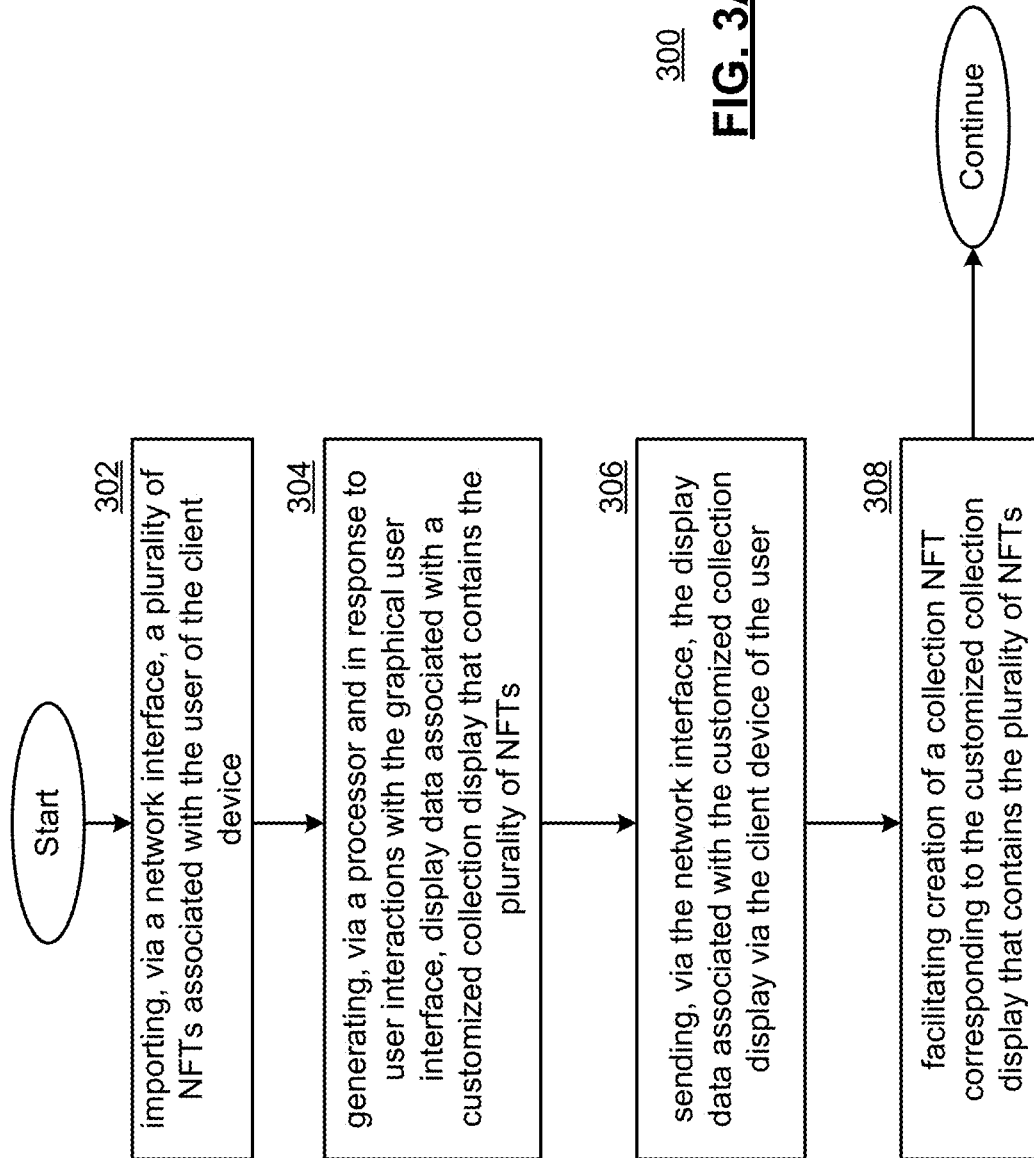 Start
302
importing, via a network interface, a plurality of
NFTs associated with the user of the client
device
304
generating, via a processor and in response to
user interactions with the graphical user
interface, display data associated with a
customized collection display that contains the
plurality of NFTs
306
sending, via the network interface, the display
data associated with the customized collection
display via the client device of the user
308
facilitating creation of a collection NFT
corresponding to the customized collection
display that contains the plurality of NFTs
Continue
300
FIG. 3A